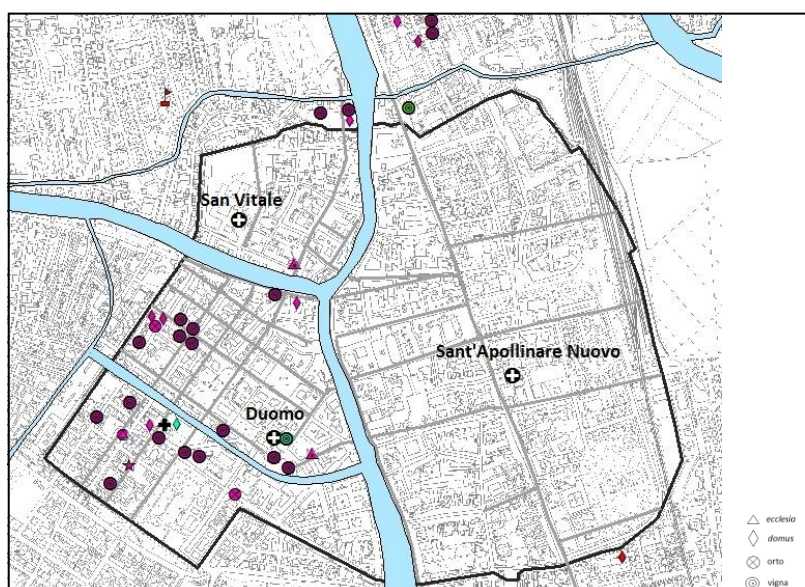 San Vitale
Sant'Apollinare Nuovo
Duomo
ecclesia
domus
orto
vigna